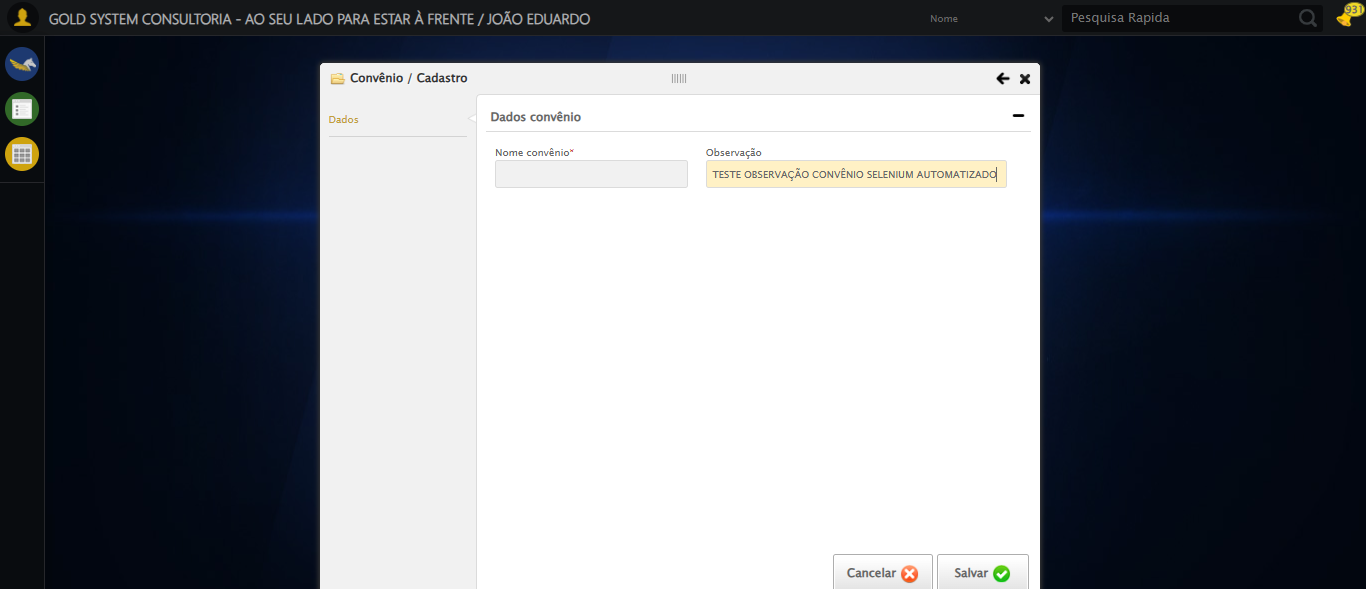 GOLD SYSTEM CONSULTORIA - AO SEU LADO PARA ESTAR À FRENTE / JOÃO EDUARDO
Nome
Pesquisa Rapida
931
Convênio / Cadastro
Dados
Dados convênio
Nome convênio*
Observação
TESTE OBSERVAÇÃO CONVÊNIO SELENIUM AUTOMATIZADO
Cancelar
Salvar